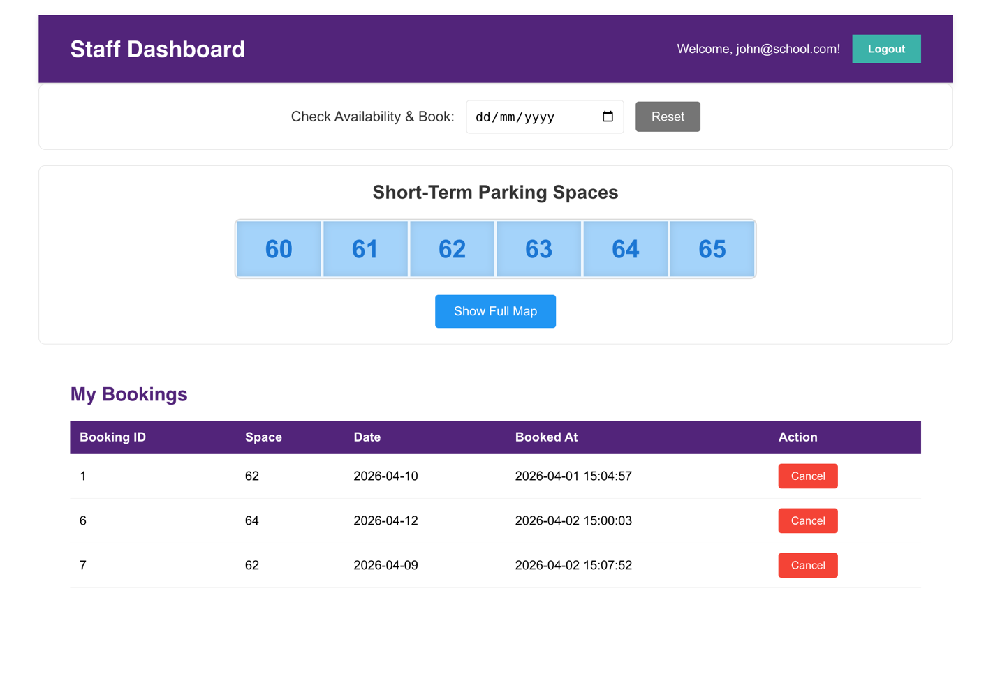 Staff Dashboard
Welcome, john@school.com! Logout
Check Availability & Book: dd/mm/yyyy Reset
Short-Term Parking Spaces
60 61 62 63 64 65
Show Full Map
My Bookings
Booking ID Space Date Booked At Action
1 62 2026-04-10 2026-04-01 15:04:57 Cancel
6 64 2026-04-12 2026-04-02 15:00:03 Cancel
7 62 2026-04-09 2026-04-02 15:07:52 Cancel